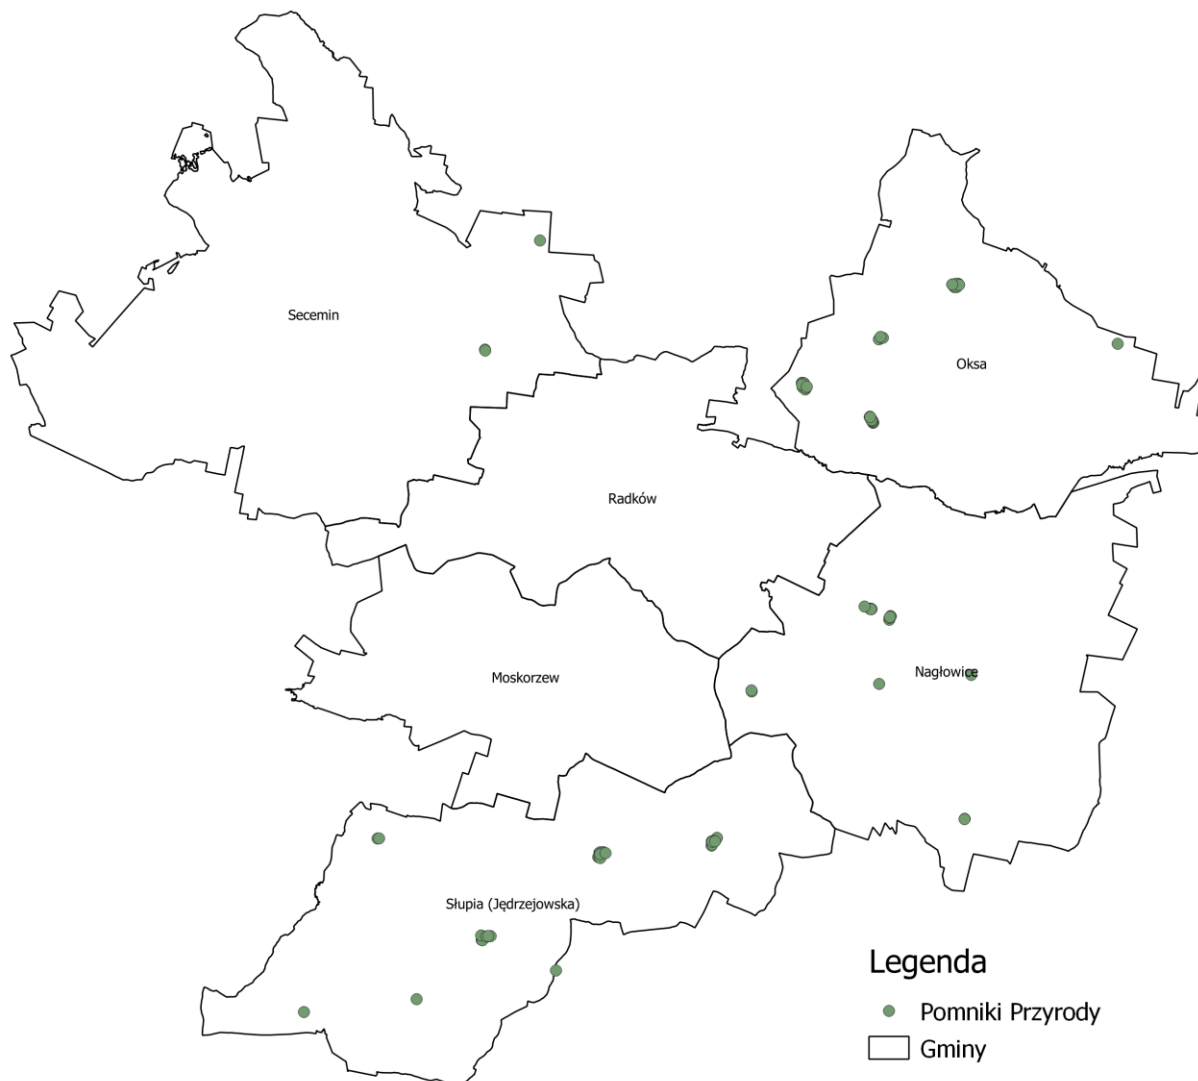 Secemin
Oksa
Radków
Moskorzew
Nagłowice
Słupia (Jędrzejowska)
Legenda
Pomniki Przyrody
Gminy